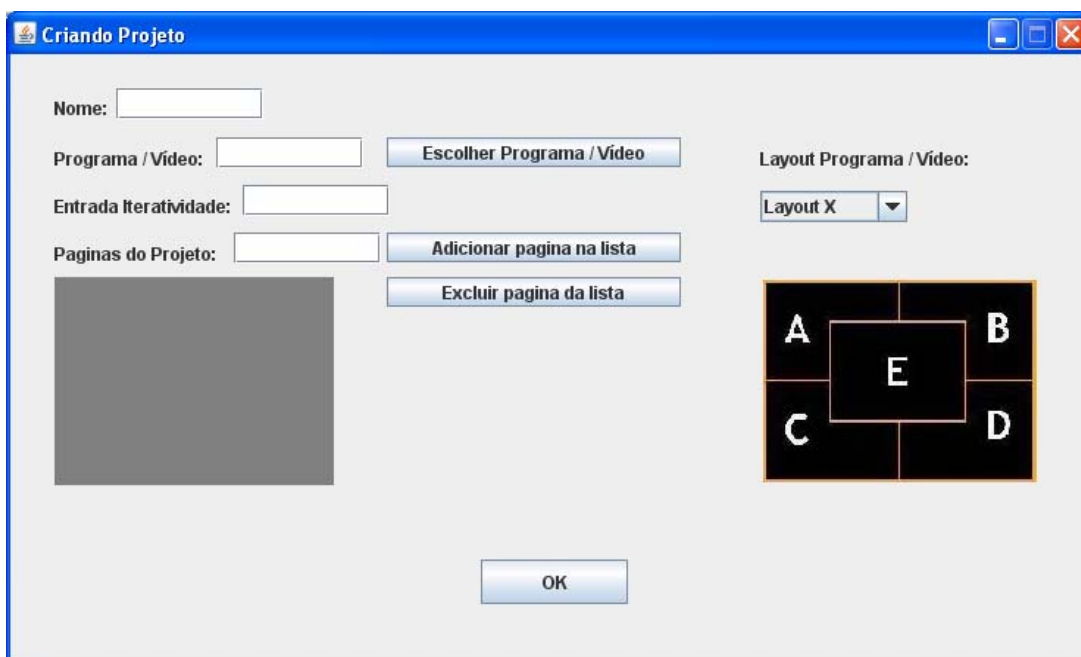 Criando Projeto
Nome:
Programa / Vídeo: Escolher Programa / Vídeo Layout Programa / Vídeo:
Entrada Iteratividade: Layout X
Paginas do Projeto: Adicionar pagina na lista
Excluir pagina da lista
A B
E
C D
OK